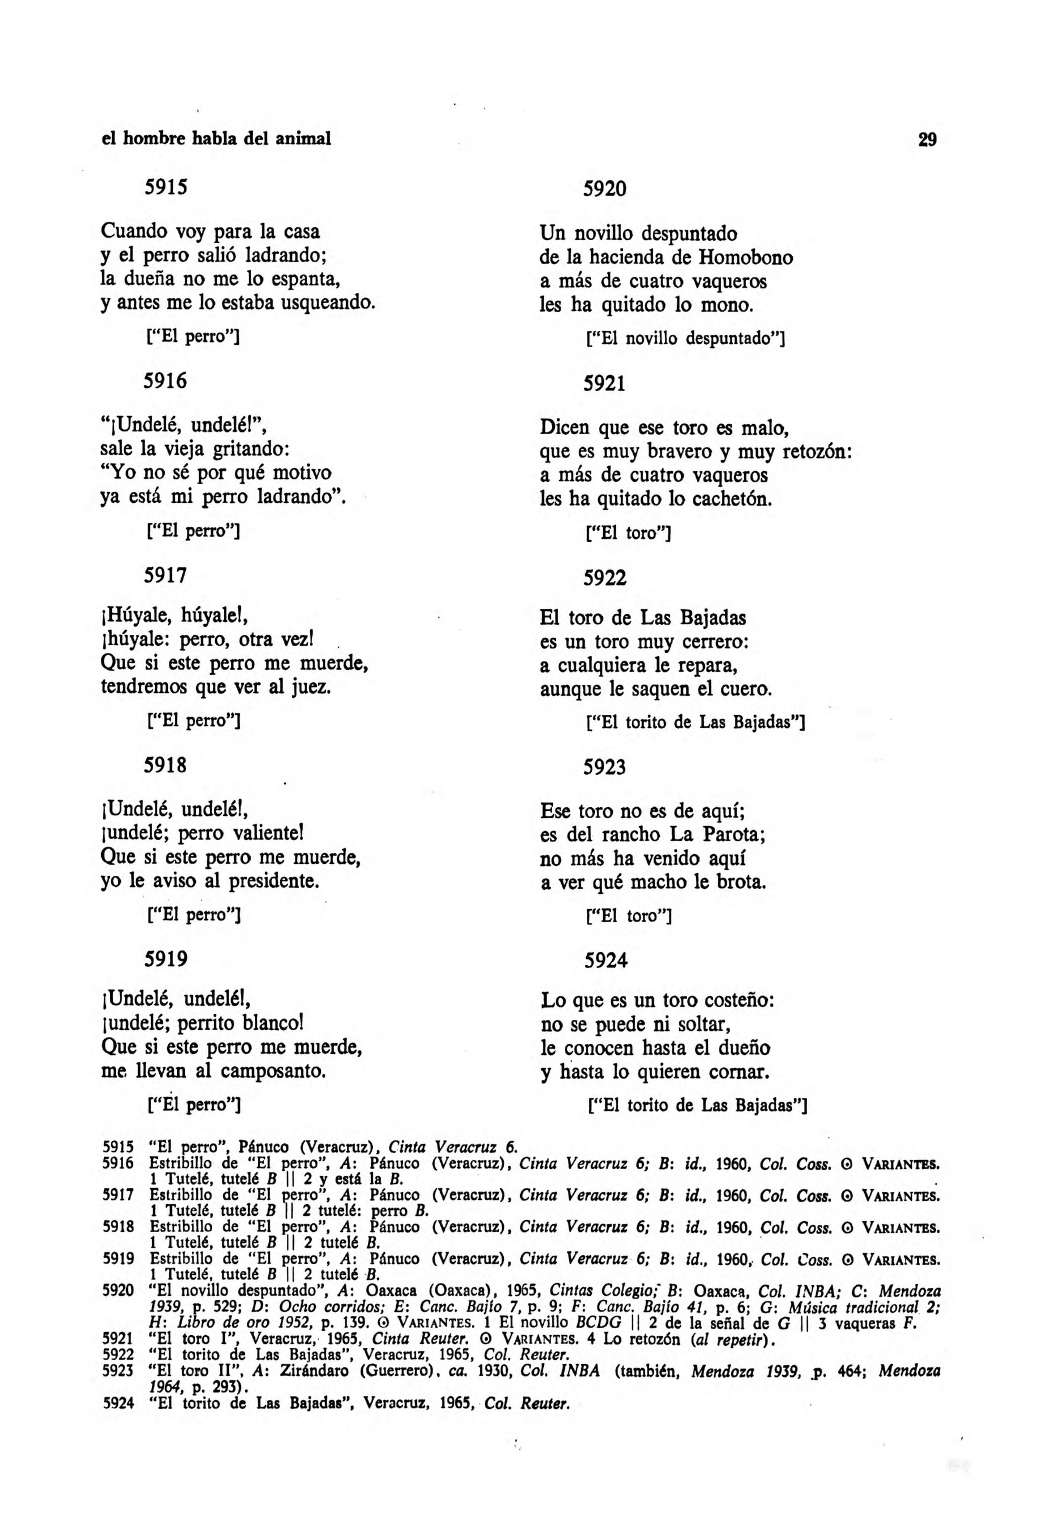 el hombre habla del animal 29
5915
Cuando voy para la casa
y el perro salió ladrando;
la dueña no me lo espanta,
y antes me lo estaba usqueando.
["El perro"]
5916
"¡Undelé, undelé!",
sale la vieja gritando:
"Yo no sé por qué motivo
ya está mi perro ladrando".
["El perro"]
5917
¡Húyale, húyale!,
¡húyale: perro, otra vez!
Que si este perro me muerde,
tendremos que ver al juez.
["El perro"]
5918
¡Undelé, undelé!,
¡undelé; perro valiente!
Que si este perro me muerde,
yo le aviso al presidente.
["El perro"]
5919
¡Undelé, undelé!,
¡undelé; perrito blanco!
Que si este perro me muerde,
me llevan al camposanto.
["El perro"]
5920
Un novillo despuntado
de la hacienda de Homobono
a más de cuatro vaqueros
les ha quitado lo mono.
["El novillo despuntado"]
5921
Dicen que ese toro es malo,
que es muy bravero y muy retozón:
a más de cuatro vaqueros
les ha quitado lo cachetón.
["El toro"]
5922
El toro de Las Bajadas
es un toro muy cerrero:
a cualquiera le repara,
aunque le saquen el cuero.
["El torito de Las Bajadas"]
5923
Ese toro no es de aquí;
es del rancho La Parota;
no más ha venido aquí
a ver qué macho le brota.
["El toro"]
5924
Lo que es un toro costeño:
no se puede ni soltar,
le conocen hasta el dueño
y hasta lo quieren cornar.
["El torito de Las Bajadas"]
5915 "El perro", Pánuco (Veracruz), Cinta Veracruz 6.
5916 Estribillo de "El perro", A: Pánuco (Veracruz), Cinta Veracruz 6; B: id., 1960, Col. Coss. ⊙ VARIANTES.
1 Tutelé, tutelé B || 2 y está la B.
5917 Estribillo de "El perro", A: Pánuco (Veracruz), Cinta Veracruz 6; B: id., 1960, Col. Coss. ⊙ VARIANTES.
1 Tutelé, tutelé B || 2 tutelé: perro B.
5918 Estribillo de "El perro", A: Pánuco (Veracruz), Cinta Veracruz 6; B: id., 1960, Col. Coss. ⊙ VARIANTES.
1 Tutelé, tutelé B || 2 tutelé B.
5919 Estribillo de "El perro", A: Pánuco (Veracruz), Cinta Veracruz 6; B: id., 1960, Col. Coss. ⊙ VARIANTES.
1 Tutelé, tutelé B || 2 tutelé B.
5920 "El novillo despuntado", A: Oaxaca (Oaxaca), 1965, Cintas Colegio; B: Oaxaca, Col. INBA; C: Mendoza
1939, p. 529; D: Ocho corridos; E: Canc. Bajío 7, p. 9; F: Canc. Bajío 41, p. 6; G: Música tradicional 2;
H: Libro de oro 1952, p. 139. ⊙ VARIANTES. 1 El novillo BCDG || 2 de la señal de G || 3 vaqueras F.
5921 "El toro I", Veracruz, 1965, Cinta Reuter. ⊙ VARIANTES. 4 Lo retozón (al repetir).
5922 "El torito de Las Bajadas", Veracruz, 1965, Col. Reuter.
5923 "El toro II", A: Zirándaro (Guerrero), ca. 1930, Col. INBA (también, Mendoza 1939, p. 464; Mendoza
1964, p. 293).
5924 "El torito de Las Bajadas", Veracruz, 1965, Col. Reuter.